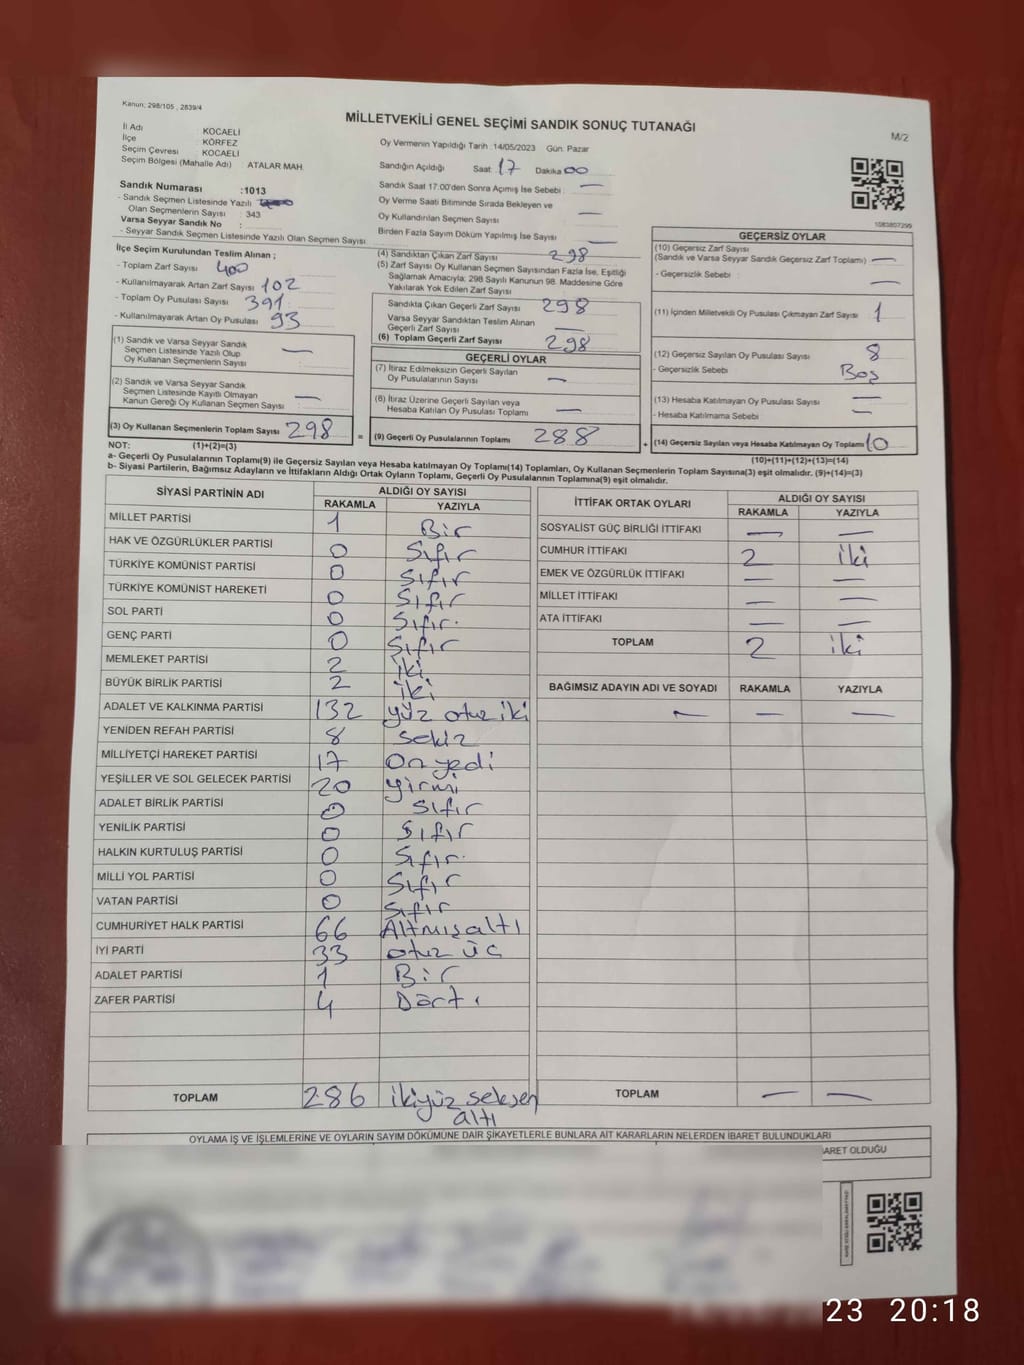 Kanun: 298/105 , 2839/4
MİLLETVEKİLİ GENEL SEÇİMİ SANDIK SONUÇ TUTANAĞI
M/2
İl Adı : KOCAELİ
İlçe : KÖRFEZ
Seçim Çevresi : KOCAELİ
Seçim Bölgesi (Mahalle Adı) : ATALAR MAH.
Sandık Numarası :1013
- Sandık Seçmen Listesinde Yazılı
Olan Seçmenlerin Sayısı : 343
Varsa Seyyar Sandık No :
- Seyyar Sandık Seçmen Listesinde Yazılı Olan Seçmen Sayısı
Oy Vermenin Yapıldığı Tarih :14/05/2023 Gün: Pazar
Sandığın Açıldığı Saat: 17 Dakika: 00
Sandık Saat 17:00'den Sonra Açımış İse Sebebi : —
Oy Verme Saati Bitiminde Sırada Bekleyen ve
Oy Kullandırılan Seçmen Sayısı —
Birden Fazla Sayım Döküm Yapılmış İse Sayısı —
1083807299
İlçe Seçim Kurulundan Teslim Alınan ;
- Toplam Zarf Sayısı : 400
- Kullanılmayarak Artan Zarf Sayısı : 102
- Toplam Oy Pusulası Sayısı : 391
- Kullanılmayarak Artan Oy Pusulası : 93
(4) Sandıktan Çıkan Zarf Sayısı 298
(5) Zarf Sayısı Oy Kullanan Seçmen Sayısından Fazla İse, Eşitliği
Sağlamak Amacıyla; 298 Sayılı Kanunun 98. Maddesine Göre
Yakılarak Yok Edilen Zarf Sayısı
Sandıkta Çıkan Geçerli Zarf Sayısı 298
Varsa Seyyar Sandıktan Teslim Alınan
Geçerli Zarf Sayısı —
(6) Toplam Geçerli Zarf Sayısı 298
GEÇERSİZ OYLAR
(10) Geçersiz Zarf Sayısı
(Sandık ve Varsa Seyyar Sandık Geçersiz Zarf Toplamı) —
- Geçersizlik Sebebi : —
(11) İçinden Milletvekili Oy Pusulası Çıkmayan Zarf Sayısı 1
(12) Geçersiz Sayılan Oy Pusulası Sayısı 8
- Geçersizlik Sebebi Boş
(13) Hesaba Katılmayan Oy Pusulası Sayısı —
- Hesaba Katılmama Sebebi —
(14) Geçersiz Sayılan veya Hesaba Katılmayan Oy Toplamı 10
(10)+(11)+(12)+(13)=(14)
(1) Sandık ve Varsa Seyyar Sandık
Seçmen Listesinde Yazılı Olup
Oy Kullanan Seçmenlerin Sayısı : —
(2) Sandık ve Varsa Seyyar Sandık
Seçmen Listesinde Kayıtlı Olmayan
Kanun Gereği Oy Kullanan Seçmen Sayısı : —
(3) Oy Kullanan Seçmenlerin Toplam Sayısı 298
GEÇERLİ OYLAR
(7) İtiraz Edilmeksizin Geçerli Sayılan
Oy Pusulalarının Sayısı —
(8) İtiraz Üzerine Geçerli Sayılan veya
Hesaba Katılan Oy Pusulası Toplamı —
= (9) Geçerli Oy Pusulalarının Toplamı 288 +
NOT: (1)+(2)=(3)
a- Geçerli Oy Pusulalarının Toplamı(9) ile Geçersiz Sayılan veya Hesaba katılmayan Oy Toplamı(14) Toplamları, Oy Kullanan Seçmenlerin Toplam Sayısına(3) eşit olmalıdır. (9)+(14)=(3)
b- Siyasi Partilerin, Bağımsız Adayların ve İttifakların Aldığı Ortak Oyların Toplamı, Geçerli Oy Pusulalarının Toplamına(9) eşit olmalıdır.
SİYASİ PARTİNİN ADI ALDIĞI OY SAYISI
RAKAMLA YAZIYLA
MİLLET PARTİSİ 1 Bir
HAK VE ÖZGÜRLÜKLER PARTİSİ 0 Sıfır
TÜRKİYE KOMÜNİST PARTİSİ 0 Sıfır
TÜRKİYE KOMÜNİST HAREKETİ 0 Sıfır
SOL PARTİ 0 Sıfır
GENÇ PARTİ 0 Sıfır
MEMLEKET PARTİSİ 2 iki
BÜYÜK BİRLİK PARTİSİ 2 iki
ADALET VE KALKINMA PARTİSİ 132 yüz otuz iki
YENİDEN REFAH PARTİSİ 8 sekiz
MİLLİYETÇİ HAREKET PARTİSİ 17 On yedi
YEŞİLLER VE SOL GELECEK PARTİSİ 20 yirmi
ADALET BİRLİK PARTİSİ 0 Sıfır
YENİLİK PARTİSİ 0 Sıfır
HALKIN KURTULUŞ PARTİSİ 0 Sıfır
MİLLİ YOL PARTİSİ 0 Sıfır
VATAN PARTİSİ 0 Sıfır
CUMHURİYET HALK PARTİSİ 66 Altmış altı
İYİ PARTİ 33 otuz üç
ADALET PARTİSİ 1 Bir
ZAFER PARTİSİ 4 Dört
TOPLAM 286 ikiyüz seksen
altı
İTTİFAK ORTAK OYLARI ALDIĞI OY SAYISI
RAKAMLA YAZIYLA
SOSYALİST GÜÇ BİRLİĞİ İTTİFAKI — —
CUMHUR İTTİFAKI 2 iki
EMEK VE ÖZGÜRLÜK İTTİFAKI — —
MİLLET İTTİFAKI — —
ATA İTTİFAKI — —
TOPLAM 2 iki
BAĞIMSIZ ADAYIN ADI VE SOYADI RAKAMLA YAZIYLA
— — —
TOPLAM — —
OYLAMA İŞ VE İŞLEMLERİNE VE OYLARIN SAYIM DÖKÜMÜNE DAİR ŞİKAYETLERLE BUNLARA AİT KARARLARIN NELERDEN İBARET BULUNDUKLARI
BARET OLDUĞU
23 20:18